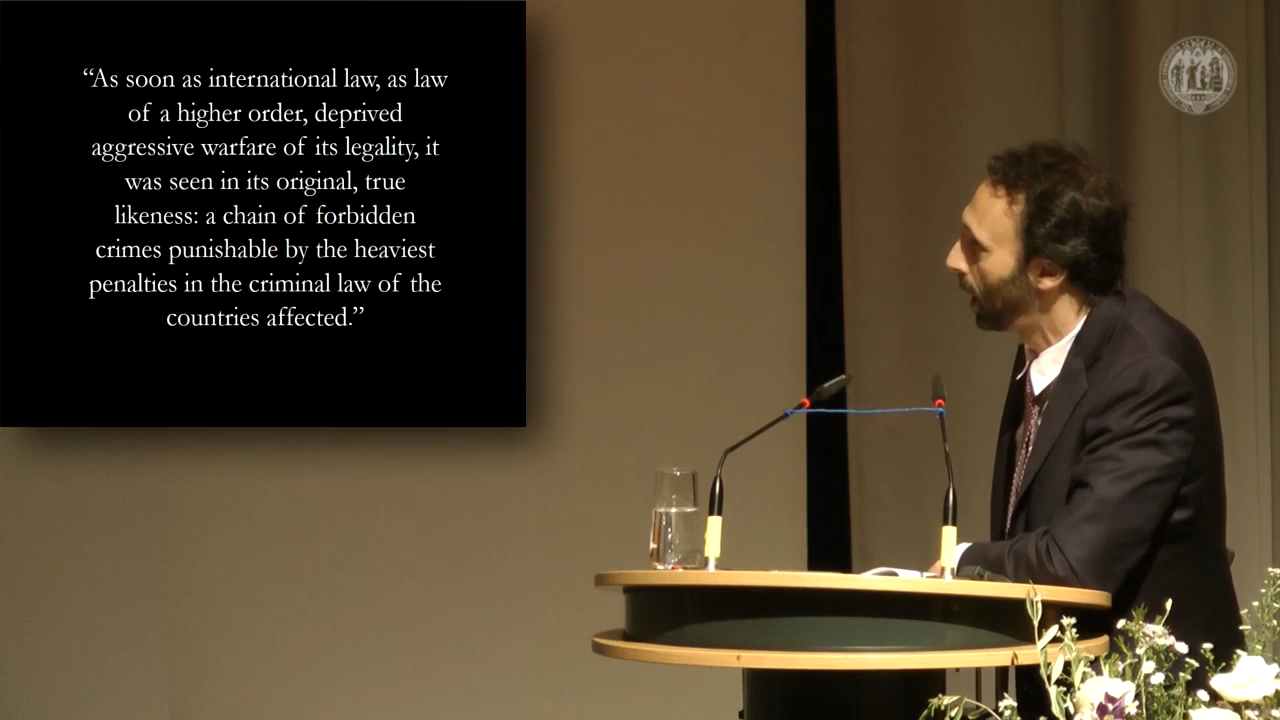 “As soon as international law, as law
of a higher order, deprived
aggressive warfare of its legality, it
was seen in its original, true
likeness: a chain of forbidden
crimes punishable by the heaviest
penalties in the criminal law of the
countries affected.”